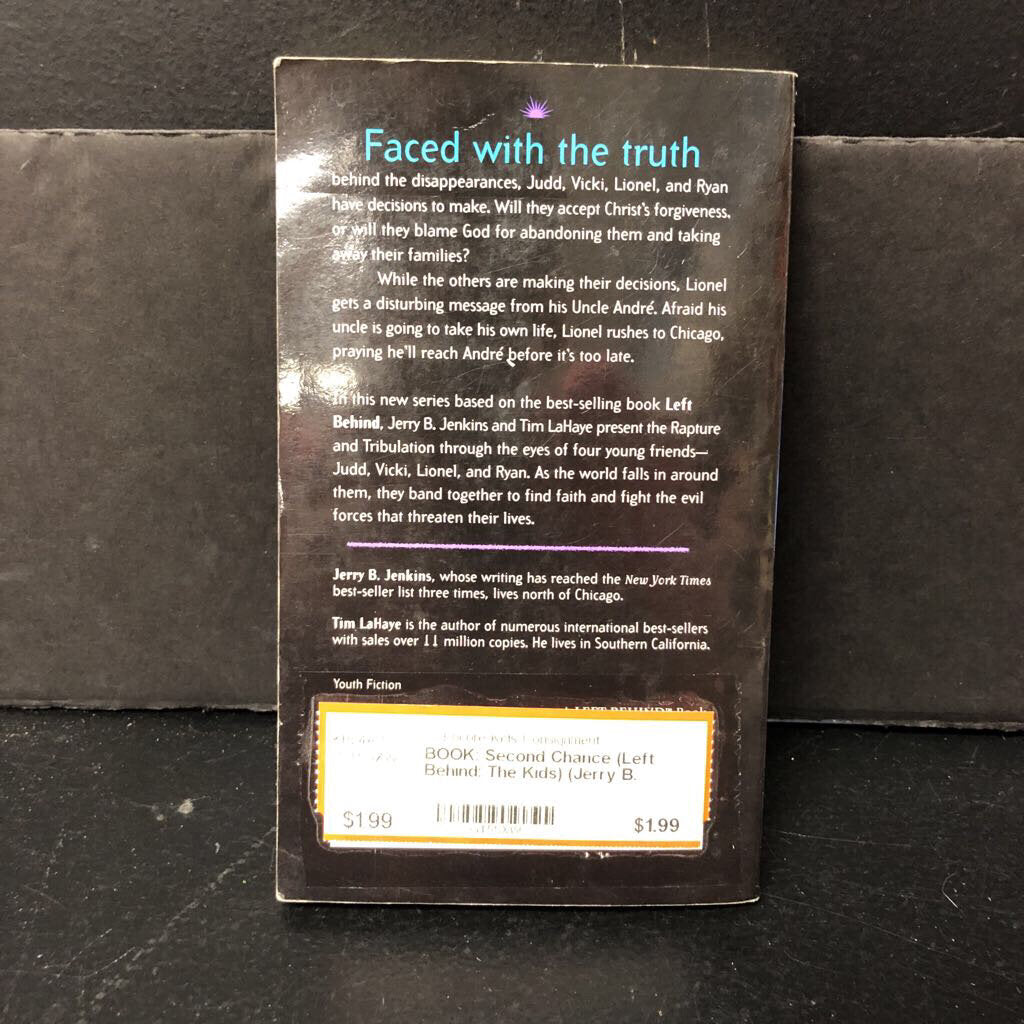 Faced with the truth
behind the disappearances, Judd, Vicki, Lionel, and Ryan
have decisions to make. Will they accept Christ's forgiveness,
or will they blame God for abandoning them and taking
away their families?
While the others are making their decisions, Lionel
gets a disturbing message from his Uncle André. Afraid his
uncle is going to take his own life, Lionel rushes to Chicago,
praying he'll reach André before it's too late.
In this new series based on the best-selling book Left
Behind, Jerry B. Jenkins and Tim LaHaye present the Rapture
and Tribulation through the eyes of four young friends—
Judd, Vicki, Lionel, and Ryan. As the world falls in around
them, they band together to find faith and fight the evil
forces that threaten their lives.
Jerry B. Jenkins, whose writing has reached the New York Times
best-seller list three times, lives north of Chicago.
Tim LaHaye is the author of numerous international best-sellers
with sales over 11 million copies. He lives in Southern California.
Youth Fiction
Kids Consignment
BOOK: Second Chance (Left
Behind: The Kids) (Jerry B.
$1.99
$1.99